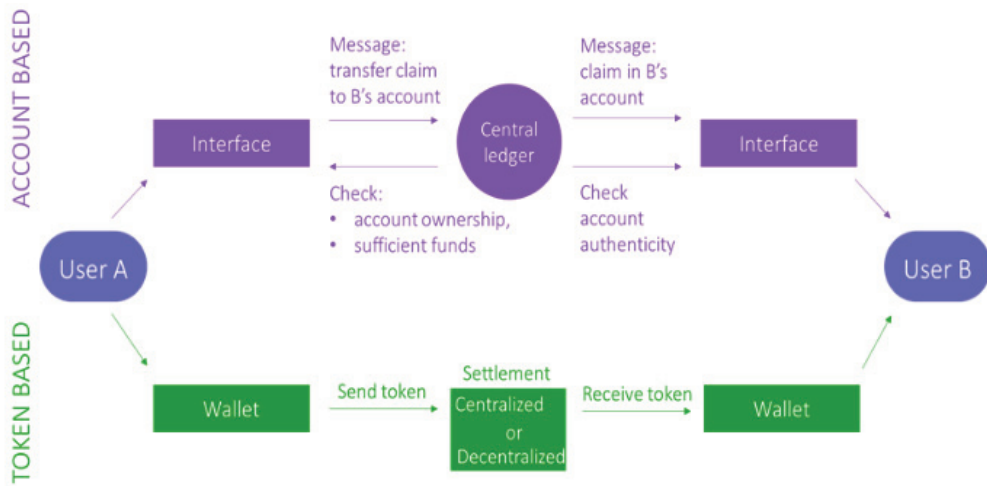 ACCOUNT BASED
Message:
transfer claim
to B's account
Message:
claim in B's
account
Interface
Central
ledger
Interface
Check:
• account ownership,
• sufficient funds
Check
account
authenticity
User A
User B
TOKEN BASED
Wallet
Send token
Settlement
Centralized
or
Decentralized
Receive token
Wallet